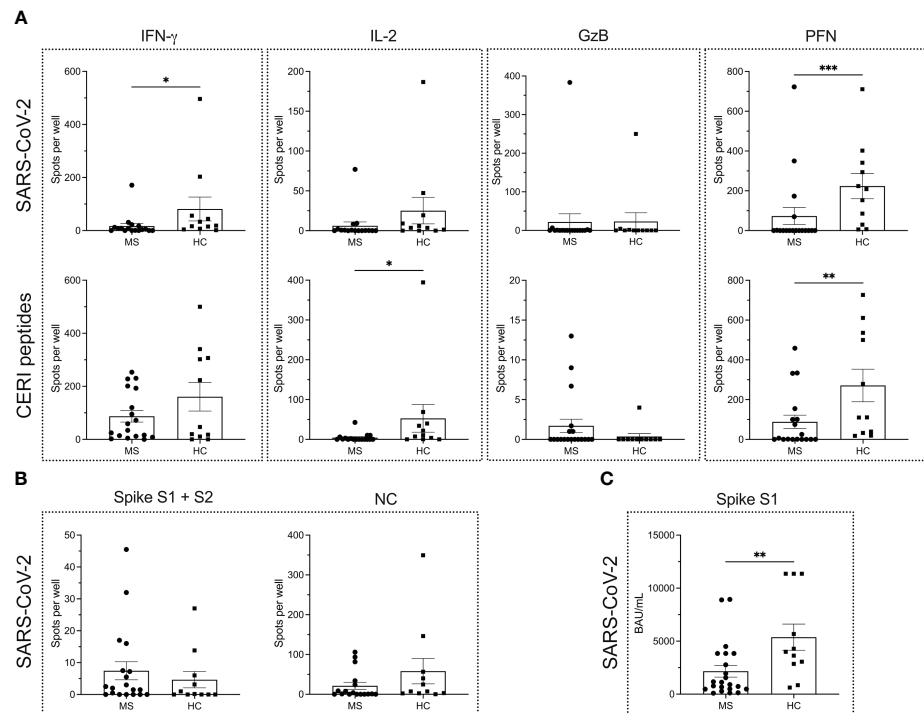 A
IFN-γ
IL-2
GzB
PFN
SARS-CoV-2
Spots per well
600
400
200
0
*
MS
HC
Spots per well
200
150
100
50
0
MS
HC
Spots per well
400
300
200
100
0
MS
HC
Spots per well
800
600
400
200
0
***
MS
HC
CERI peptides
Spots per well
600
400
200
0
MS
HC
Spots per well
400
300
200
100
0
*
MS
HC
Spots per well
20
15
10
5
0
MS
HC
Spots per well
800
600
400
200
0
**
MS
HC
B
Spike S1 + S2
NC
SARS-CoV-2
Spots per well
50
40
30
20
10
0
MS
HC
Spots per well
400
300
200
100
0
MS
HC
C
Spike S1
SARS-CoV-2
BAU/mL
15000
10000
5000
0
**
MS
HC